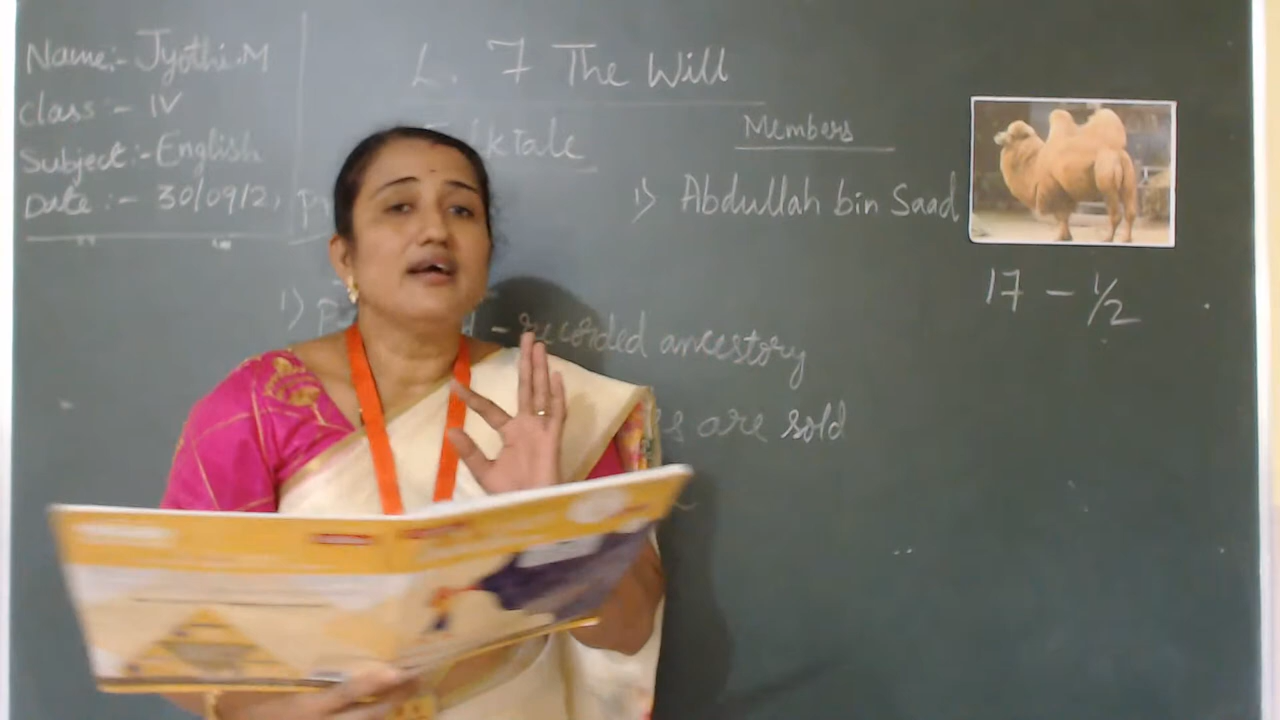 Name:- Jyothi.M
Class:- IV
Subject:- English
Date:- 30/09/2
L. 7 The Will
Members
1) Abdullah bin Saad
17 - 1/2
1) - recorded ancestory
are sold